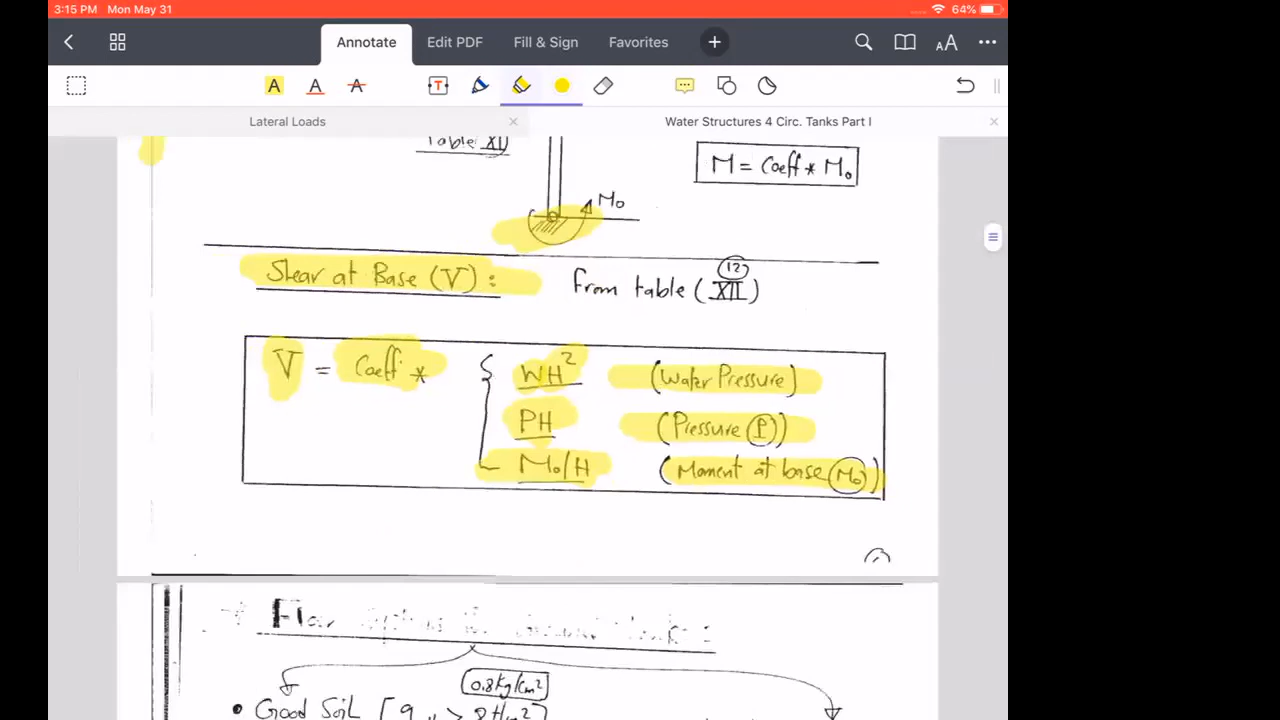 3:15 PM Mon May 31 64%
Annotate Edit PDF Fill & Sign Favorites
Lateral Loads Water Structures 4 Circ. Tanks Part I
Table XI
M = Coeff * Mo
Mo
Shear at Base (V) : From table (XII)
12
V = Coeff * WH² (Water Pressure)
PH (Pressure (P))
Mo/H (Moment at base (Mo))
0.8 kg/cm²
• Good Soil